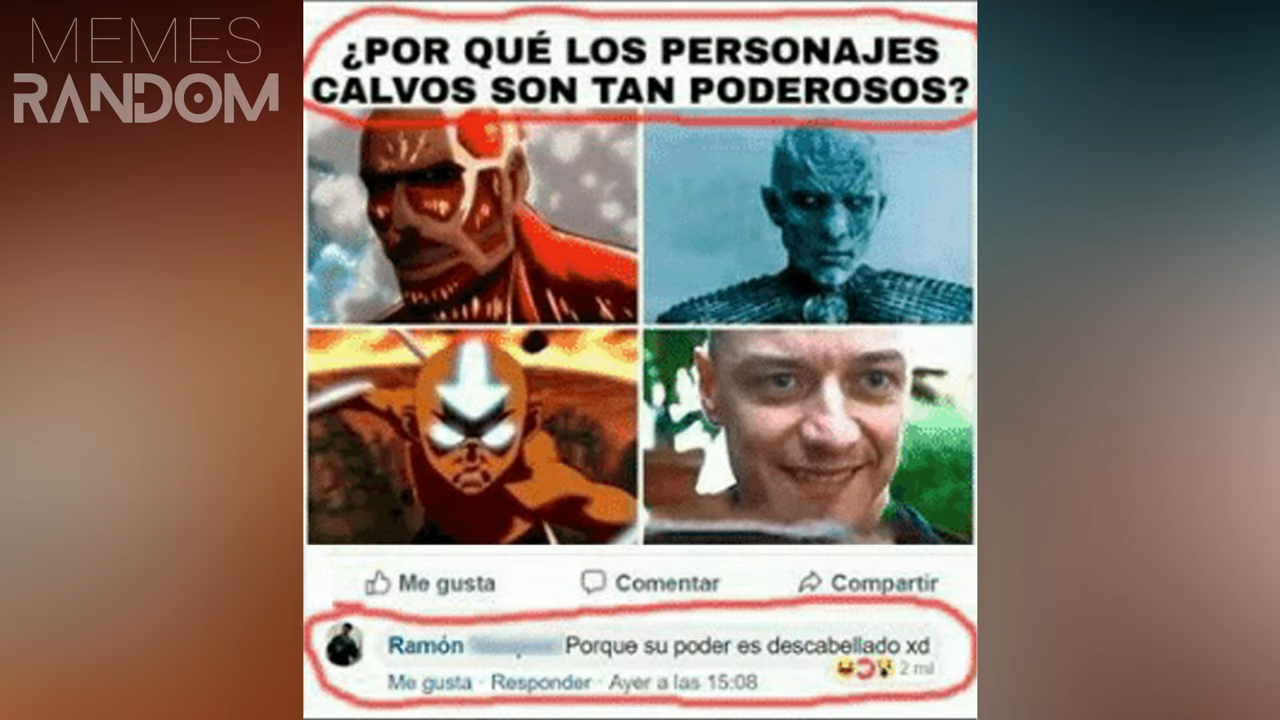 MEMES
RANDOM
¿POR QUÉ LOS PERSONAJES
CALVOS SON TAN PODEROSOS?
Me gusta Comentar Compartir
Ramón Porque su poder es descabellado xd
2 mil
Me gusta · Responder · Ayer a las 15:08